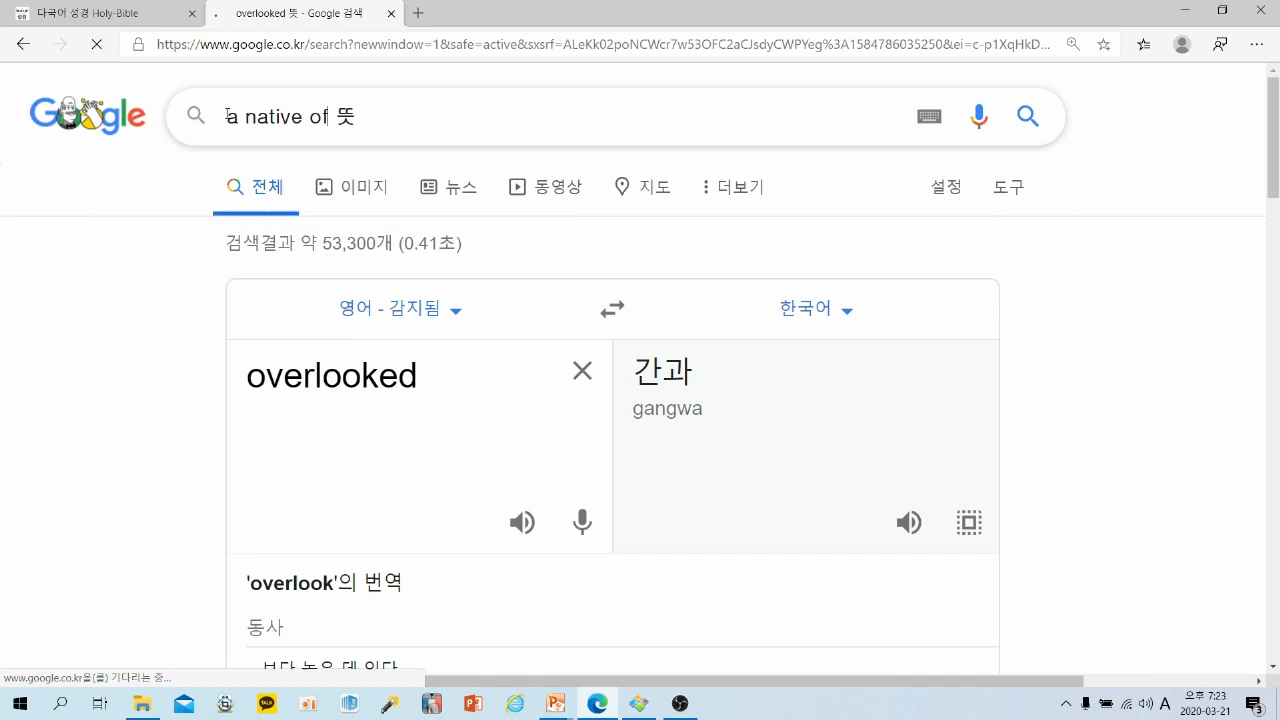 다국어 성경 Holy-Bible
overlooked 뜻 - Google 검색
https://www.google.co.kr/search?newwindow=1&safe=active&sxsrf=ALeKk02poNCWcr7w53OFC2aCJsdyCWPYeg%3A1584786035250&ei=c-p1XqHkD...
Google
a native of 뜻
전체 이미지 뉴스 동영상 지도 더보기 설정 도구
검색결과 약 53,300개 (0.41초)
영어 - 감지됨 한국어
overlooked 간과
gangwa
'overlook'의 번역
동사
www.google.co.kr을(를) 기다리는 중...
TALK
A 오후 7:23
2020-03-21
3